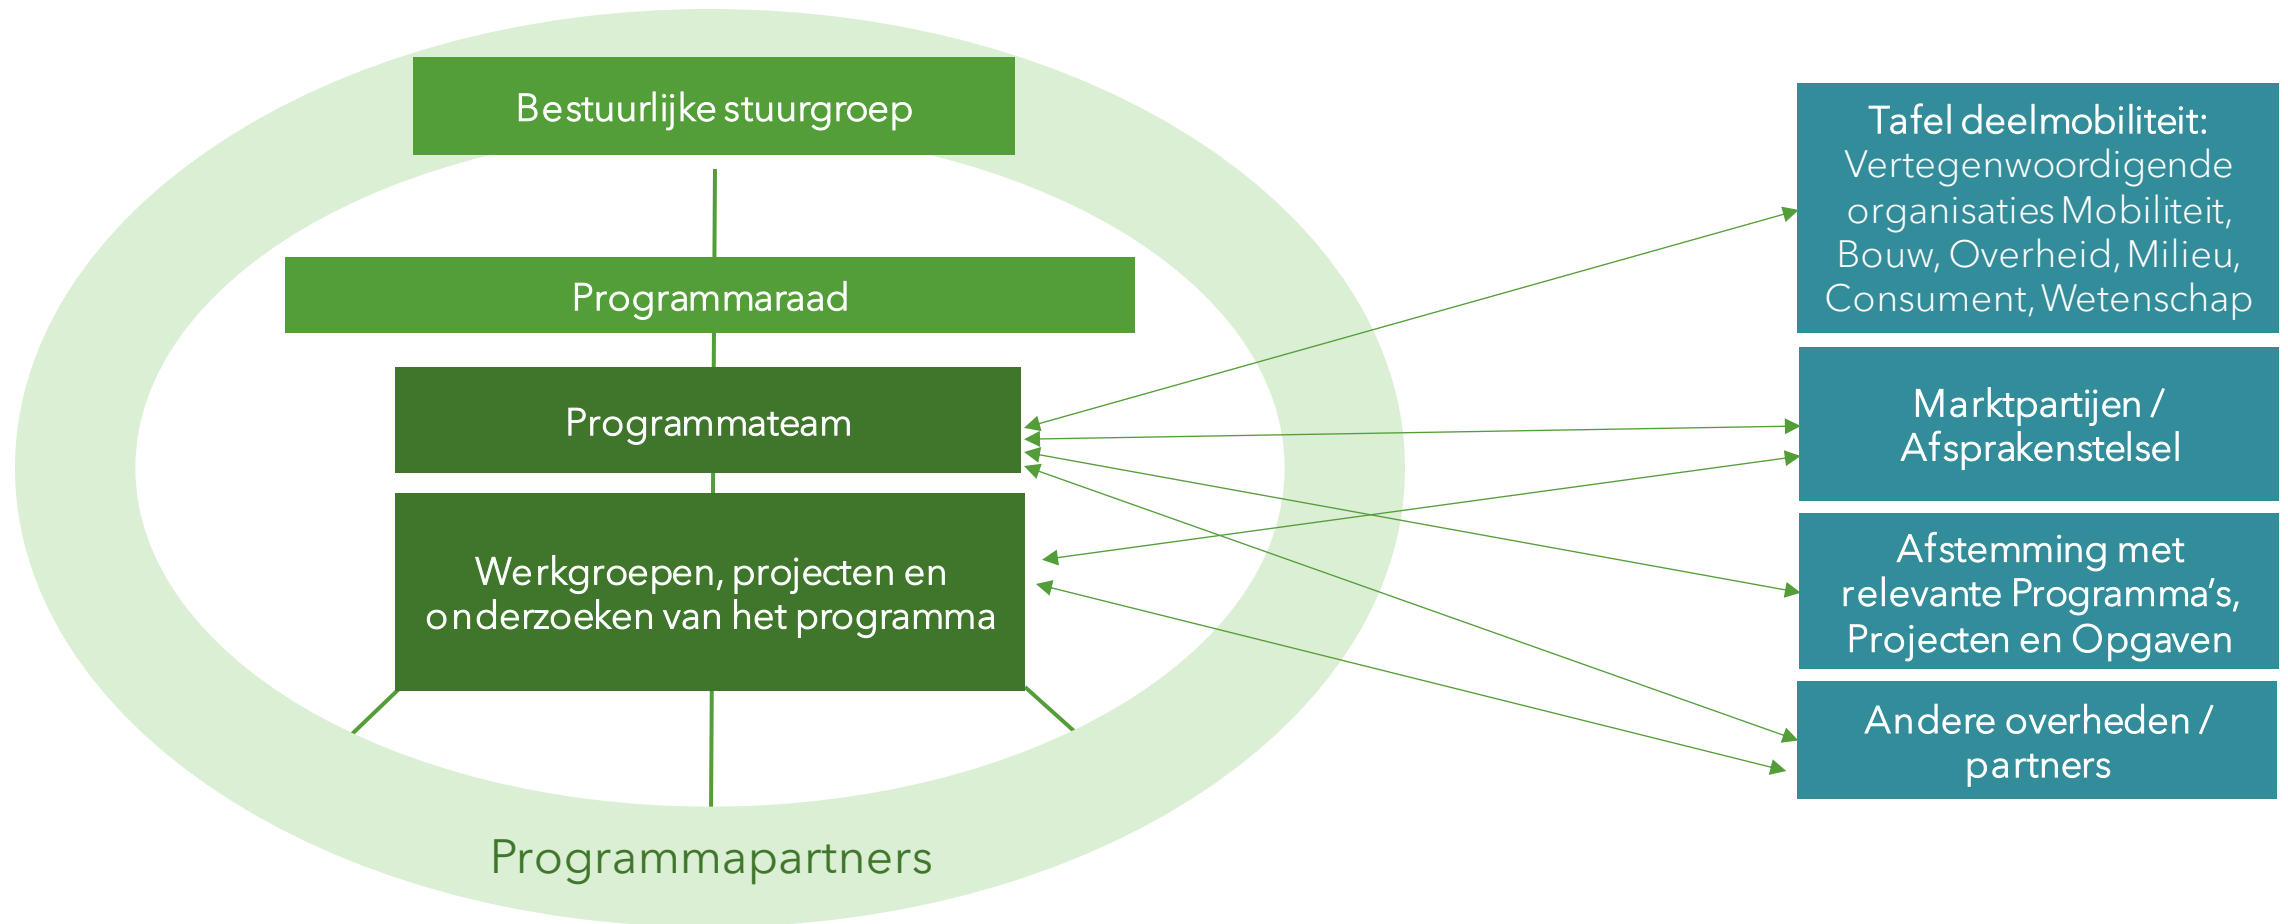 Bestuurlijke stuurgroep
Programmaraad
Programmateam
Werkgroepen, projecten en
onderzoeken van het programma
Programmapartners
Tafel deelmobiliteit:
Vertegenwoordigende
organisaties Mobiliteit,
Bouw, Overheid, Milieu,
Consument, Wetenschap
Marktpartijen /
Afsprakenstelsel
Afstemming met
relevante Programma’s,
Projecten en Opgaven
Andere overheden /
partners